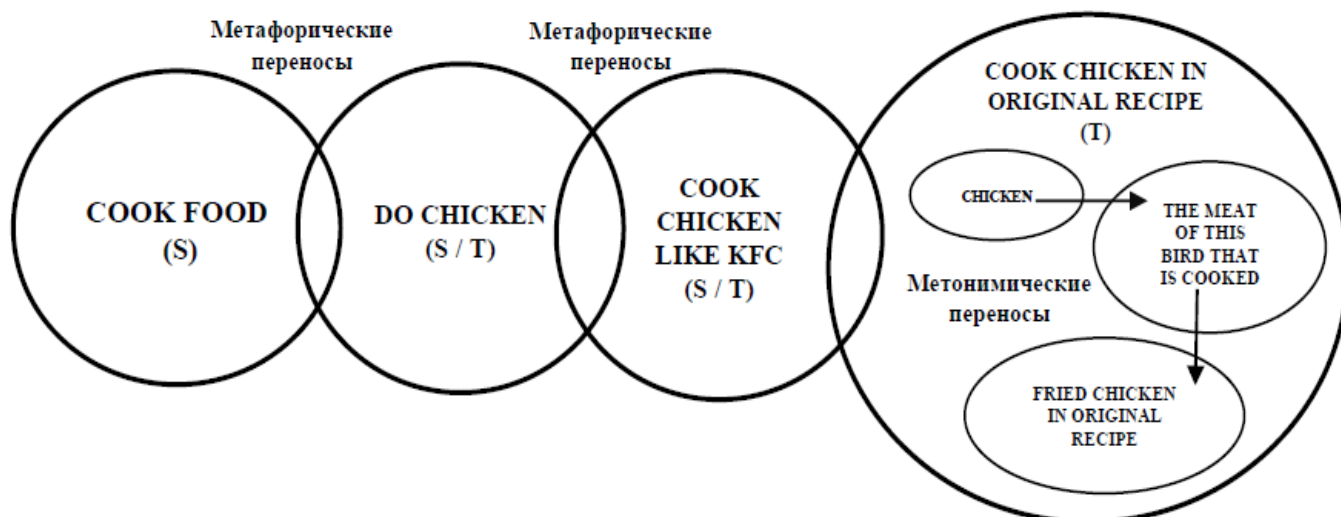 Метафорические
переносы
Метафорические
переносы
COOK FOOD
(S)
DO CHICKEN
(S / T)
COOK
CHICKEN
LIKE KFC
(S / T)
COOK CHICKEN IN
ORIGINAL RECIPE
(T)
CHICKEN
THE MEAT
OF THIS
BIRD THAT
IS COOKED
Метонимические
переносы
FRIED CHICKEN
IN ORIGINAL
RECIPE